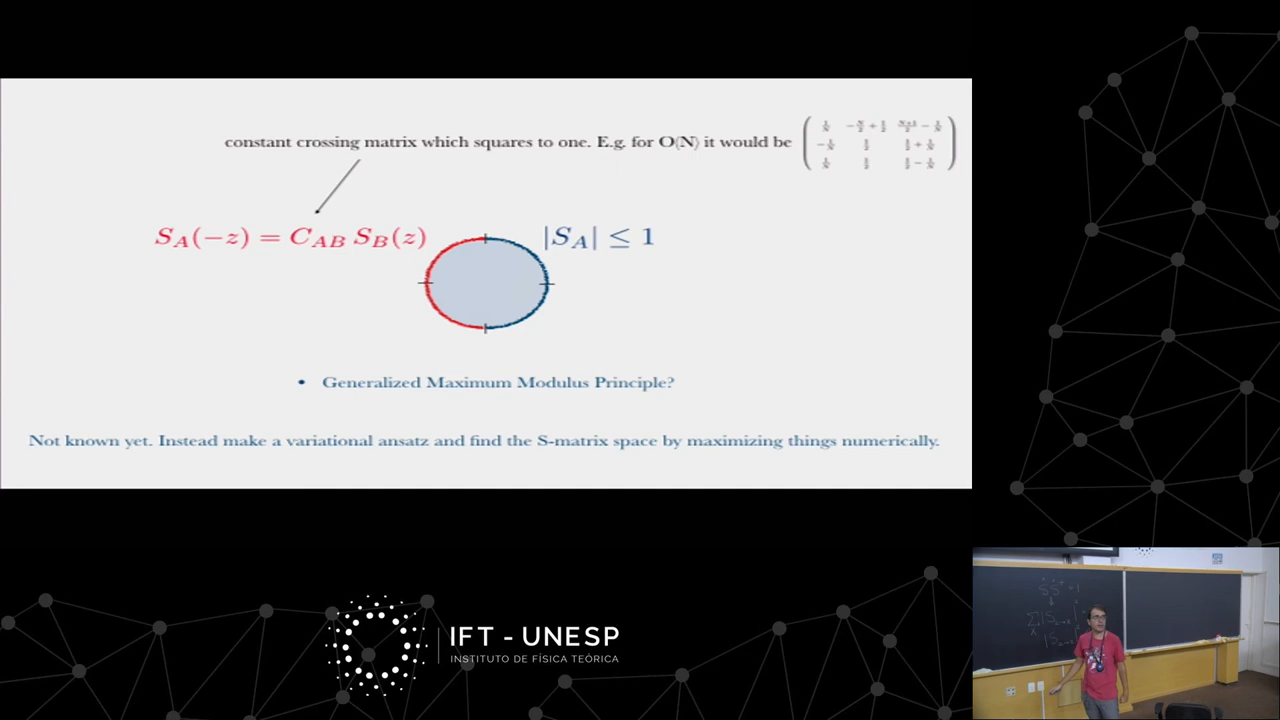 constant crossing matrix which squares to one. E.g. for O(N) it would be
S_A(−z) = C_AB S_B(z)
|S_A| ≤ 1
• Generalized Maximum Modulus Principle?
Not known yet. Instead make a variational ansatz and find the S-matrix space by maximizing things numerically.
IFT - UNESP
INSTITUTO DE FÍSICA TEÓRICA